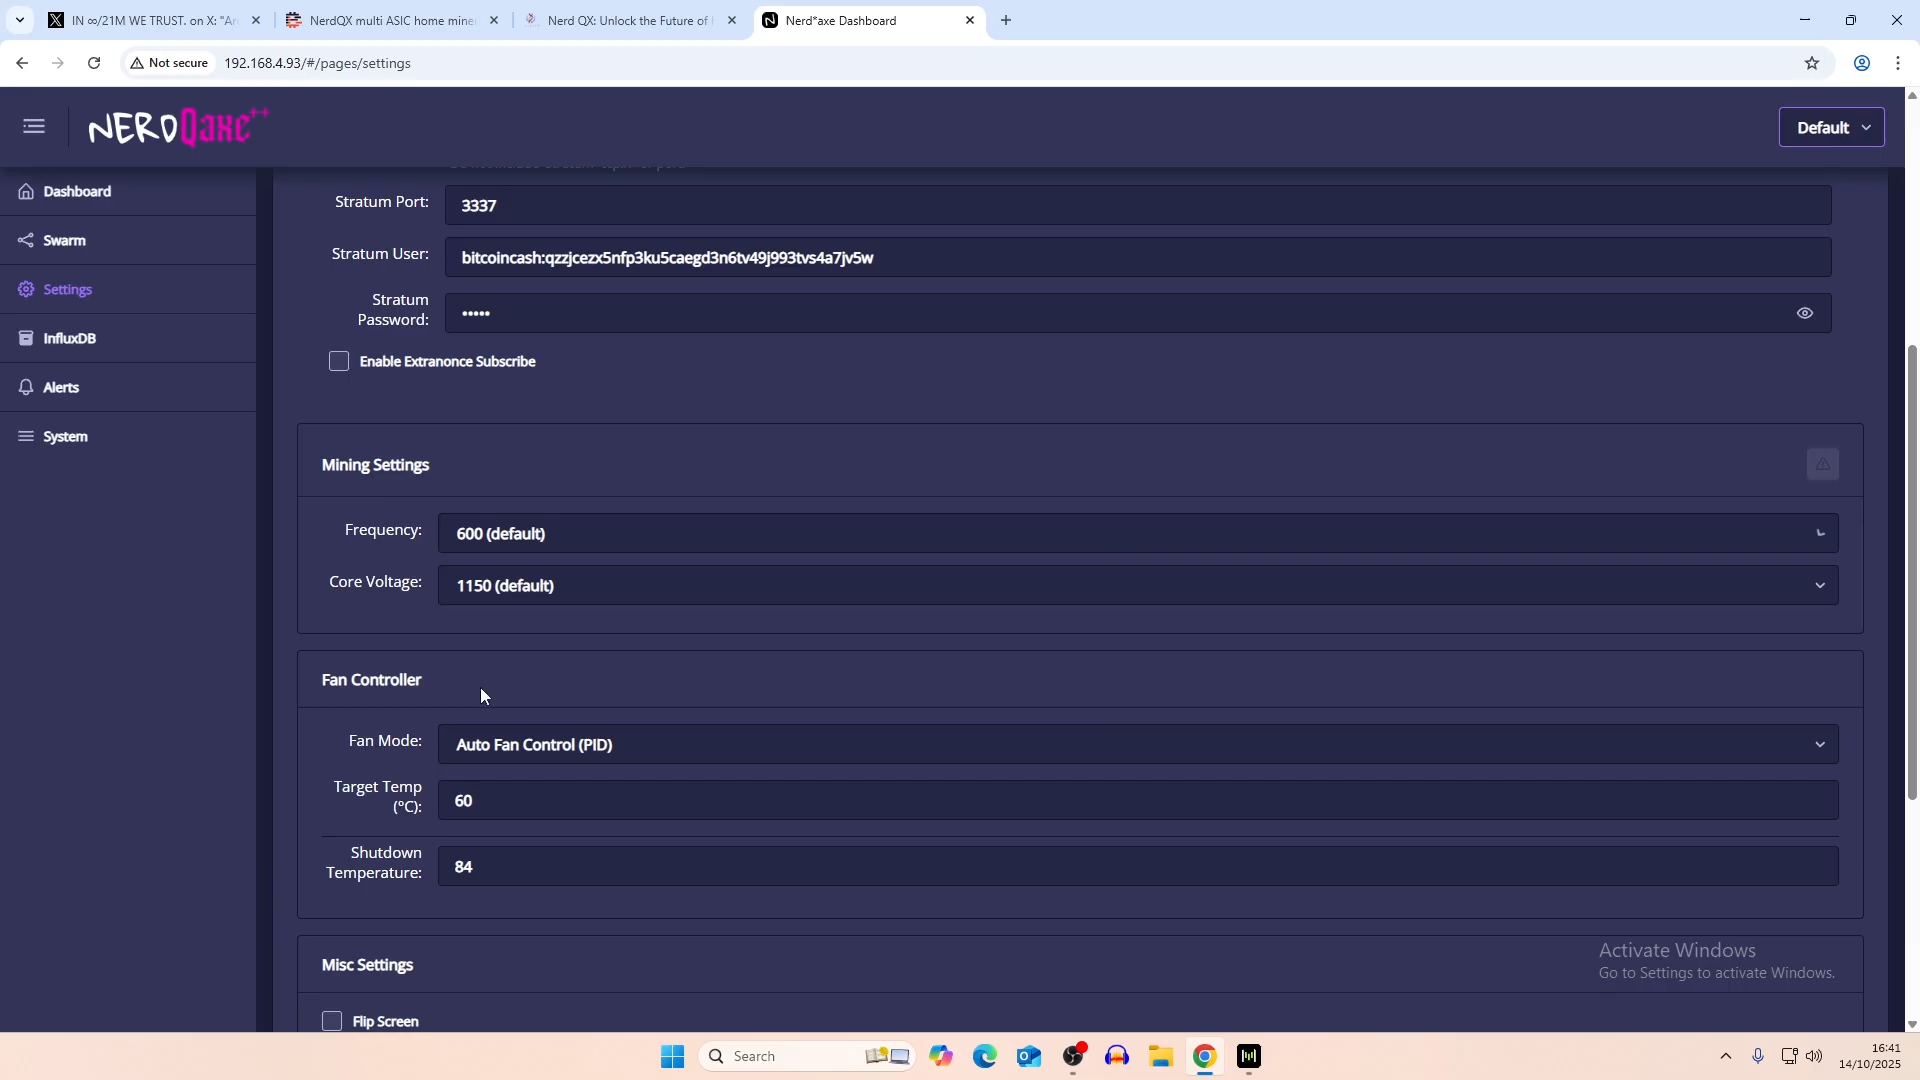 IN ∞/21M WE TRUST. on X: "Ar
NerdQX multi ASIC home mine
Nerd QX: Unlock the Future of
Nerd*axe Dashboard
Not secure
192.168.4.93/#/pages/settings
NERDQaxe++
Default
Dashboard
Swarm
Settings
InfluxDB
Alerts
System
Stratum Port:
3337
Stratum User:
bitcoincash:qzzjcezx5nfp3ku5caegd3n6tv49j993tvs4a7jv5w
Stratum
Password:
•••••
Enable Extranonce Subscribe
Mining Settings
Frequency:
600 (default)
Core Voltage:
1150 (default)
Fan Controller
Fan Mode:
Auto Fan Control (PID)
Target Temp
(°C):
60
Shutdown
Temperature:
84
Misc Settings
Flip Screen
Activate Windows
Go to Settings to activate Windows.
Search
16:41
14/10/2025